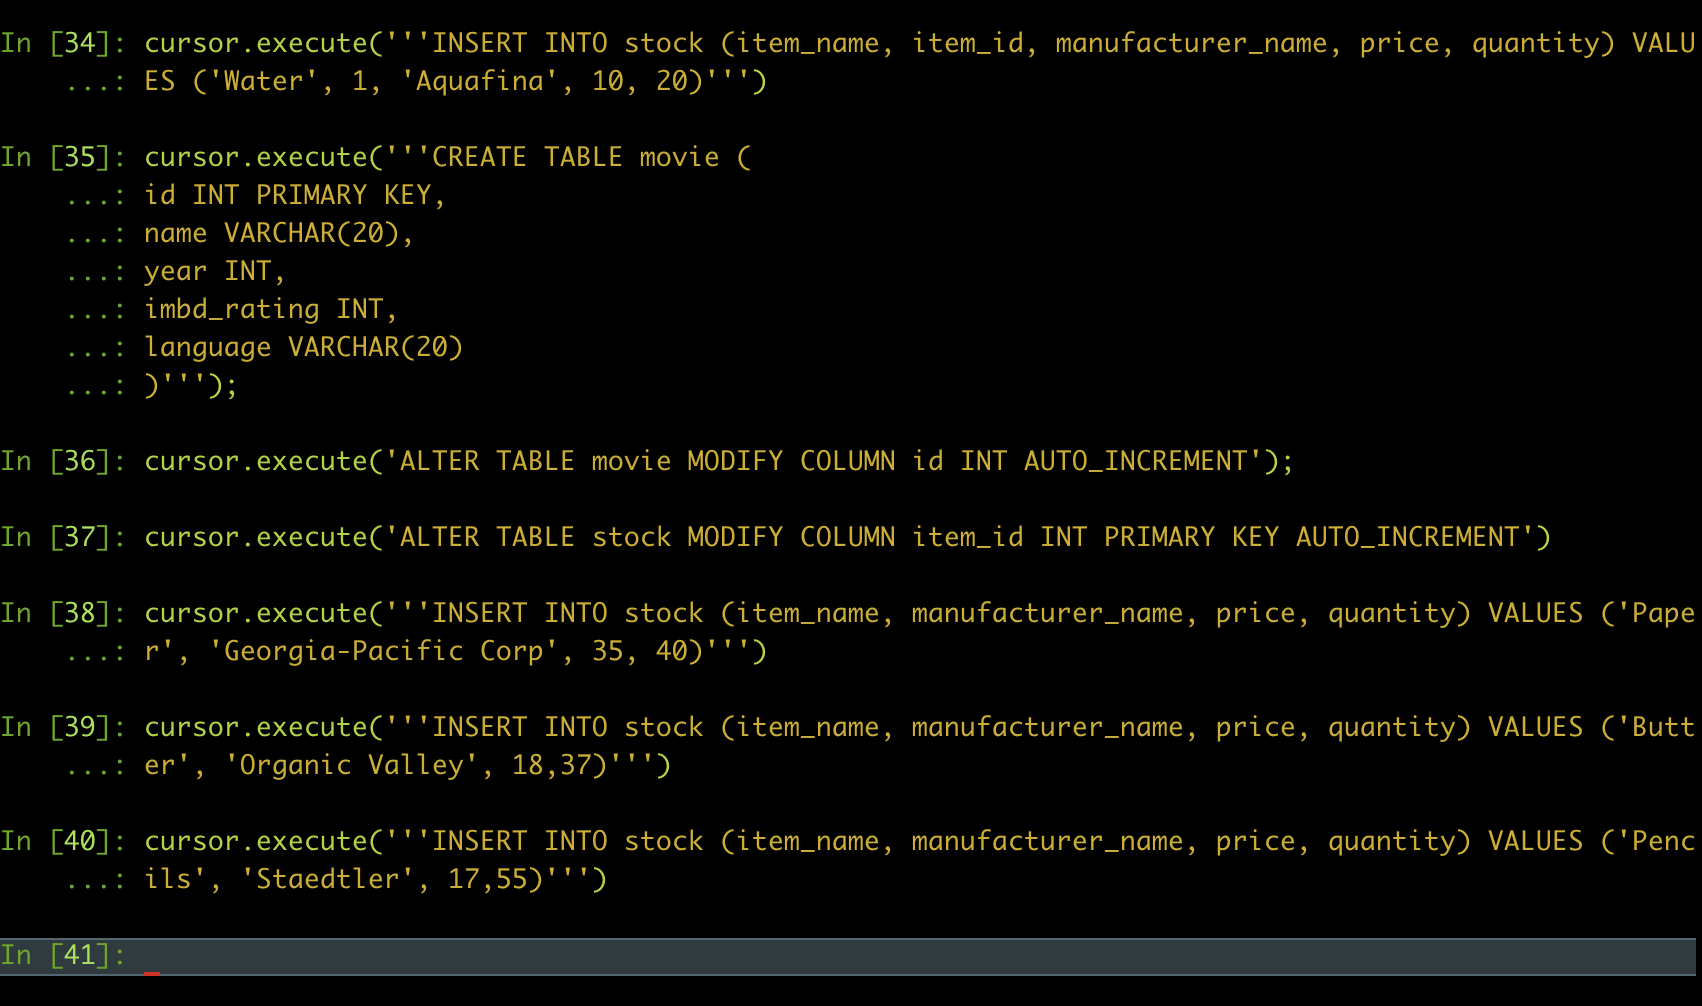 In [34]: cursor.execute('''INSERT INTO stock (item_name, item_id, manufacturer_name, price, quantity) VALU
    ...: ES ('Water', 1, 'Aquafina', 10, 20)''')
In [35]: cursor.execute('''CREATE TABLE movie (
    ...: id INT PRIMARY KEY,
    ...: name VARCHAR(20),
    ...: year INT,
    ...: imbd_rating INT,
    ...: language VARCHAR(20)
    ...: )''');
In [36]: cursor.execute('ALTER TABLE movie MODIFY COLUMN id INT AUTO_INCREMENT');
In [37]: cursor.execute('ALTER TABLE stock MODIFY COLUMN item_id INT PRIMARY KEY AUTO_INCREMENT')
In [38]: cursor.execute('''INSERT INTO stock (item_name, manufacturer_name, price, quantity) VALUES ('Pape
    ...: r', 'Georgia-Pacific Corp', 35, 40)''')
In [39]: cursor.execute('''INSERT INTO stock (item_name, manufacturer_name, price, quantity) VALUES ('Butt
    ...: er', 'Organic Valley', 18,37)''')
In [40]: cursor.execute('''INSERT INTO stock (item_name, manufacturer_name, price, quantity) VALUES ('Penc
    ...: ils', 'Staedtler', 17,55)''')
In [41]: